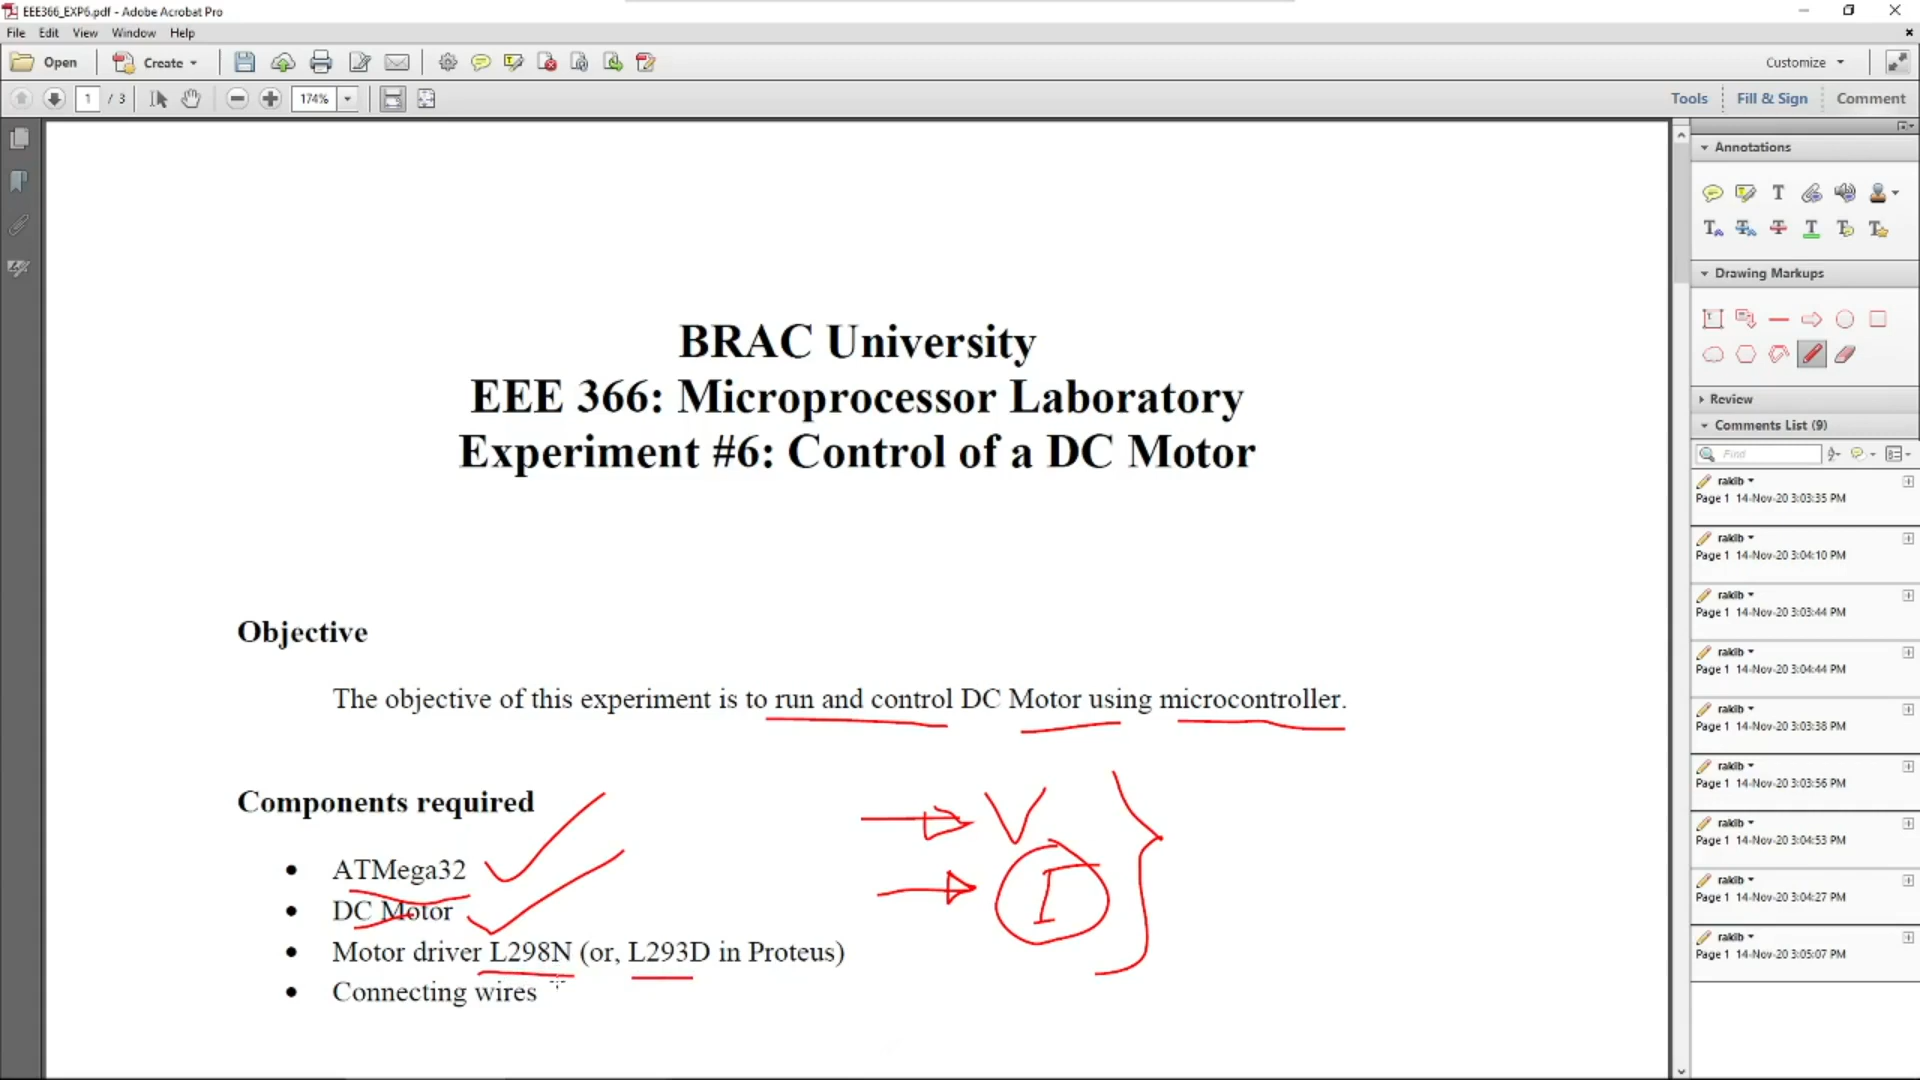 EEE366_EXP6.pdf - Adobe Acrobat Pro
File Edit View Window Help
Open Create Customize
1 / 3 174% Tools Fill & Sign Comment
Annotations
Drawing Markups
Review
Comments List (9)
Find
rakib
Page 1 14-Nov-20 3:03:35 PM
rakib
Page 1 14-Nov-20 3:04:10 PM
rakib
Page 1 14-Nov-20 3:03:44 PM
rakib
Page 1 14-Nov-20 3:04:44 PM
rakib
Page 1 14-Nov-20 3:03:38 PM
rakib
Page 1 14-Nov-20 3:03:56 PM
rakib
Page 1 14-Nov-20 3:04:53 PM
rakib
Page 1 14-Nov-20 3:04:27 PM
rakib
Page 1 14-Nov-20 3:05:07 PM
BRAC University
EEE 366: Microprocessor Laboratory
Experiment #6: Control of a DC Motor
Objective
The objective of this experiment is to run and control DC Motor using microcontroller.
Components required
• ATMega32
• DC Motor
• Motor driver L298N (or, L293D in Proteus)
• Connecting wires
V
I